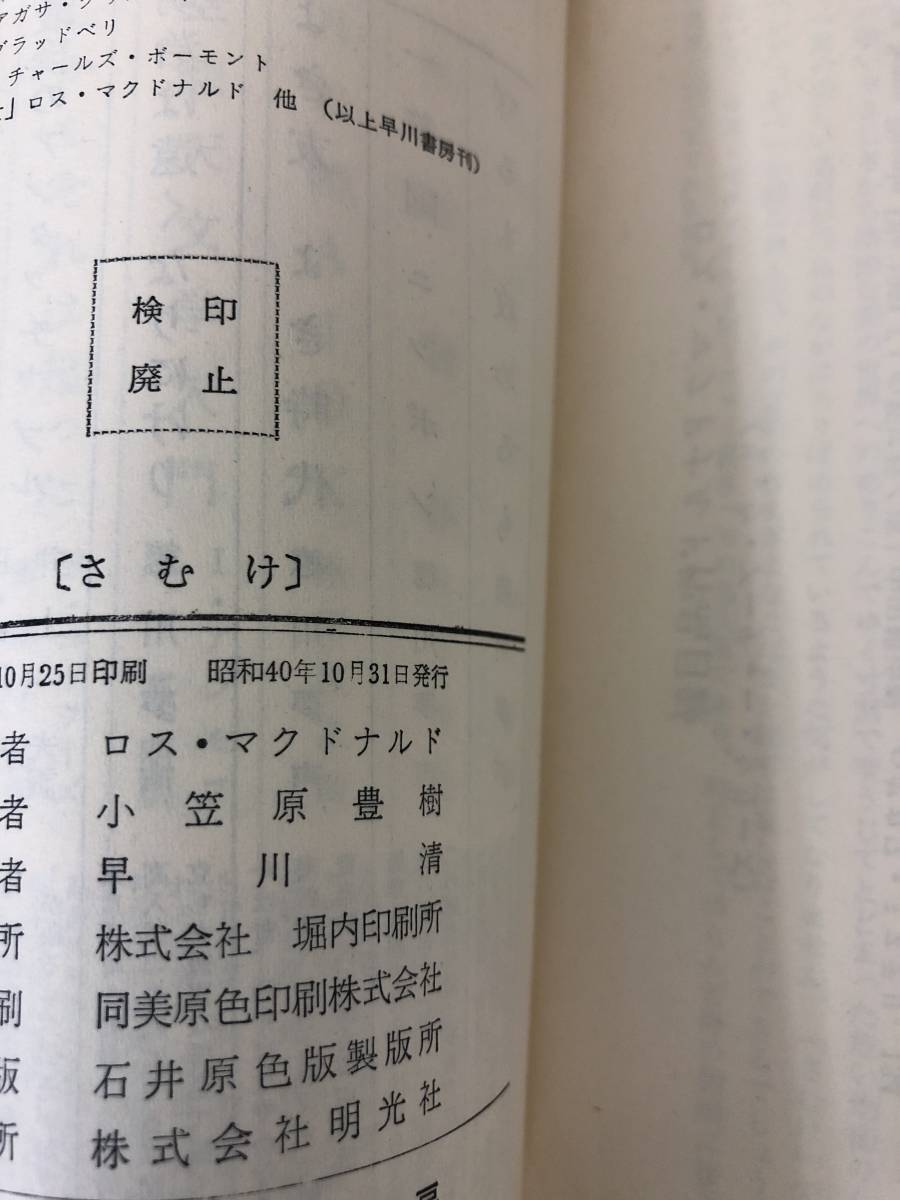 アガサ・
ブラッドベリ
チャールズ・ボーモント
」ロス・マクドナルド 他 (以上早川書房刊)
検印
廃止
〔さむけ〕
10月25日印刷 昭和40年10月31日発行
者 ロス・マクドナルド
者 小笠原豊樹
者 早川清
所 株式会社 堀内印刷所
刷 同美原色印刷株式会社
版 石井原色版製版所
所 株式会社明光社